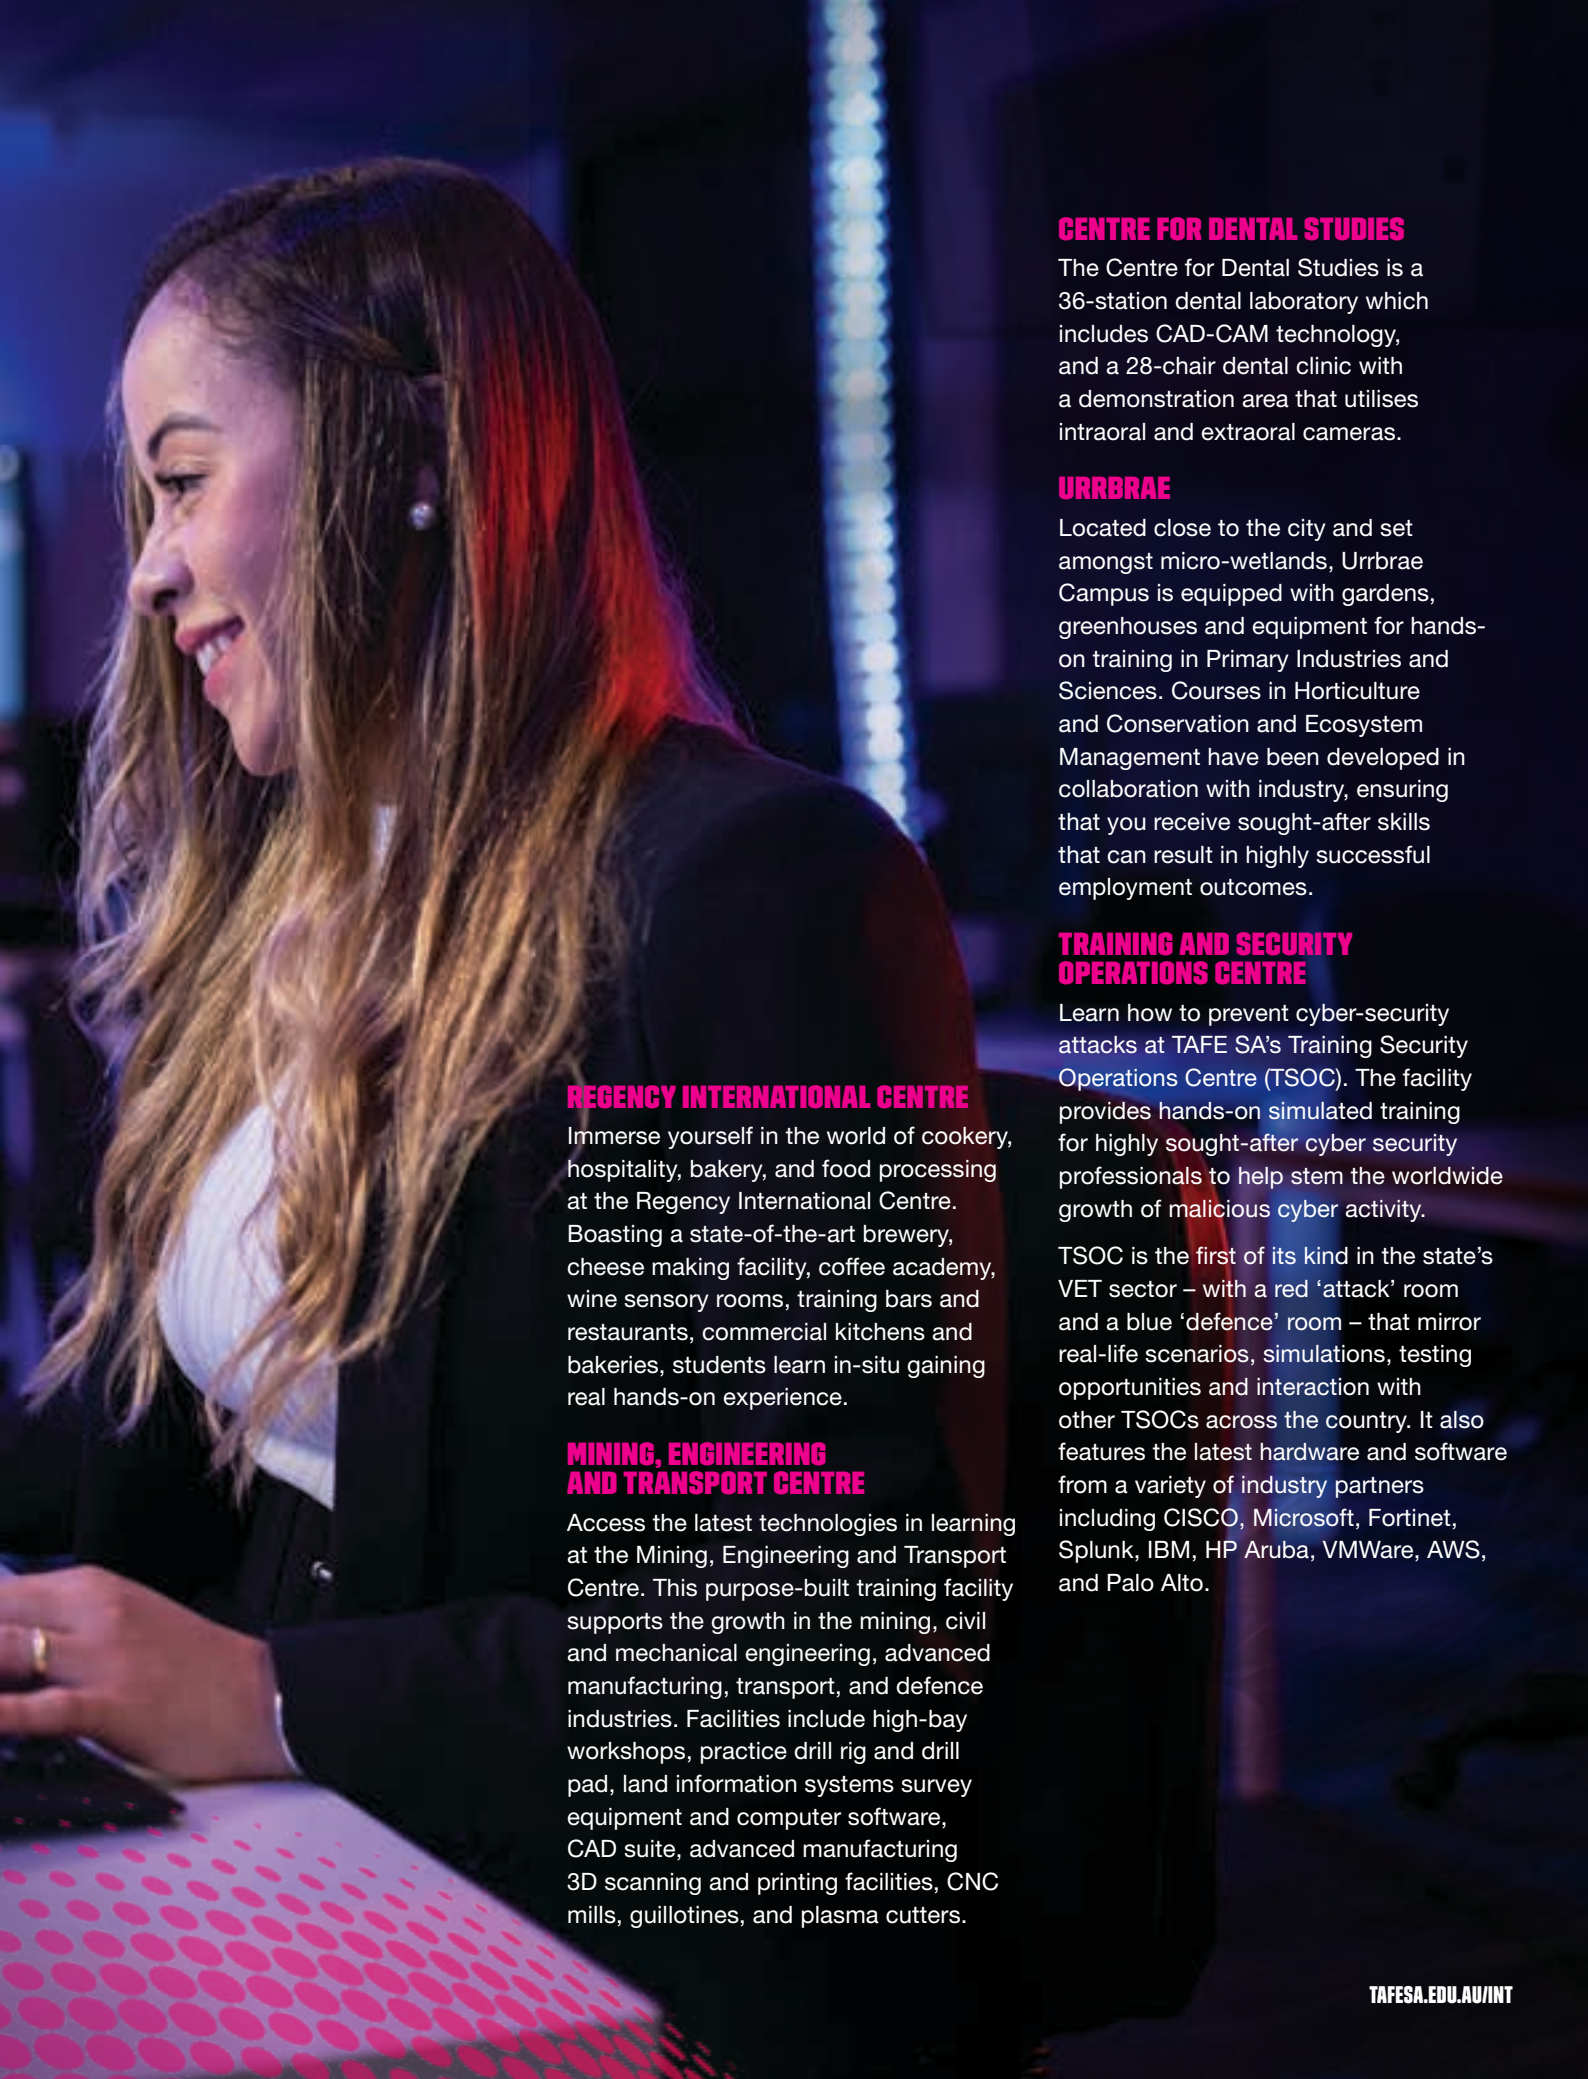 REGENCY INTERNATIONAL CENTRE
Immerse yourself in the world of cookery,
hospitality, bakery, and food processing
at the Regency International Centre.
Boasting a state-of-the-art brewery,
cheese making facility, coffee academy,
wine sensory rooms, training bars and
restaurants, commercial kitchens and
bakeries, students learn in-situ gaining
real hands-on experience.
MINING, ENGINEERING
AND TRANSPORT CENTRE
Access the latest technologies in learning
at the Mining, Engineering and Transport
Centre. This purpose-built training facility
supports the growth in the mining, civil
and mechanical engineering, advanced
manufacturing, transport, and defence
industries. Facilities include high-bay
workshops, practice drill rig and drill
pad, land information systems survey
equipment and computer software,
CAD suite, advanced manufacturing
3D scanning and printing facilities, CNC
mills, guillotines, and plasma cutters.
CENTRE FOR DENTAL STUDIES
The Centre for Dental Studies is a
36-station dental laboratory which
includes CAD-CAM technology,
and a 28-chair dental clinic with
a demonstration area that utilises
intraoral and extraoral cameras.
URRBRAE
Located close to the city and set
amongst micro-wetlands, Urrbrae
Campus is equipped with gardens,
greenhouses and equipment for hands-
on training in Primary Industries and
Sciences. Courses in Horticulture
and Conservation and Ecosystem
Management have been developed in
collaboration with industry, ensuring
that you receive sought-after skills
that can result in highly successful
employment outcomes.
TRAINING AND SECURITY
OPERATIONS CENTRE
Learn how to prevent cyber-security
attacks at TAFE SA’s Training Security
Operations Centre (TSOC). The facility
provides hands-on simulated training
for highly sought-after cyber security
professionals to help stem the worldwide
growth of malicious cyber activity.
TSOC is the first of its kind in the state’s
VET sector – with a red ‘attack’ room
and a blue ‘defence’ room – that mirror
real-life scenarios, simulations, testing
opportunities and interaction with
other TSOCs across the country. It also
features the latest hardware and software
from a variety of industry partners
including CISCO, Microsoft, Fortinet,
Splunk, IBM, HP Aruba, VMWare, AWS,
and Palo Alto.
TAFESA.EDU.AU/INT